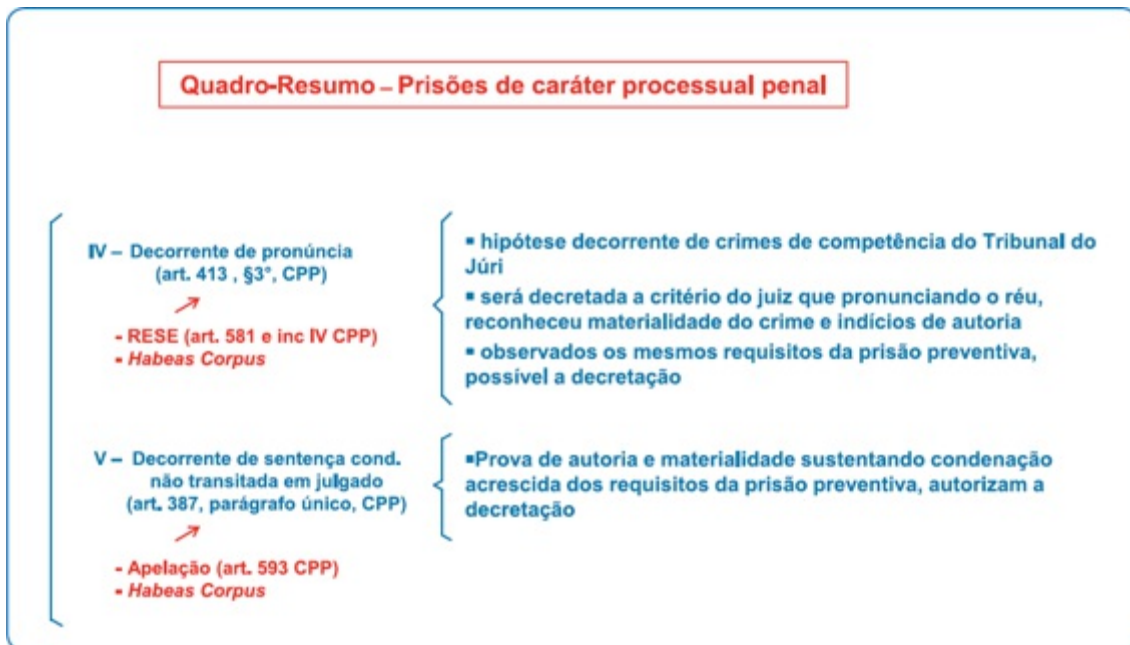 Quadro-Resumo – Prisões de caráter processual penal
IV – Decorrente de pronúncia
(art. 413 , §3°, CPP)
- RESE (art. 581 e inc IV CPP)
- Habeas Corpus
▪ hipótese decorrente de crimes de competência do Tribunal do
Júri
▪ será decretada a critério do juiz que pronunciando o réu,
reconheceu materialidade do crime e indícios de autoria
▪ observados os mesmos requisitos da prisão preventiva,
possível a decretação
V – Decorrente de sentença cond.
não transitada em julgado
(art. 387, parágrafo único, CPP)
- Apelação (art. 593 CPP)
- Habeas Corpus
▪Prova de autoria e materialidade sustentando condenação
acrescida dos requisitos da prisão preventiva, autorizam a
decretação